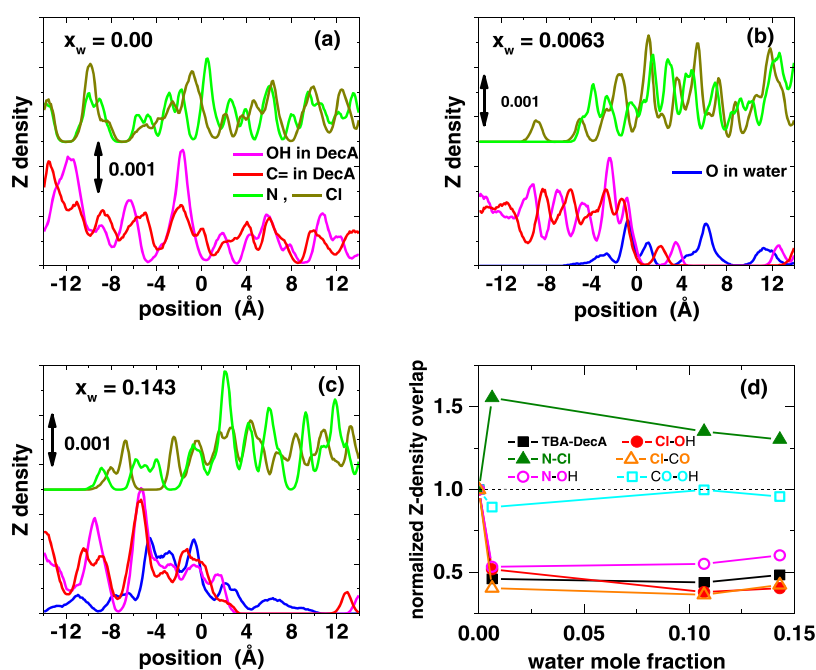 x_w = 0.00
(a)
0.001
OH in DecA
C= in DecA
N , Cl
Z density
-12 -8 -4 0 4 8 12
position (Å)
x_w = 0.0063
(b)
0.001
O in water
Z density
-12 -8 -4 0 4 8 12
position (Å)
x_w = 0.143
(c)
0.001
Z density
-12 -8 -4 0 4 8 12
position (Å)
(d)
normalized Z-density overlap
1.5
1.0
0.5
TBA-DecA Cl-OH
N-Cl Cl-CO
N-OH CO-OH
0.00 0.05 0.10 0.15
water mole fraction